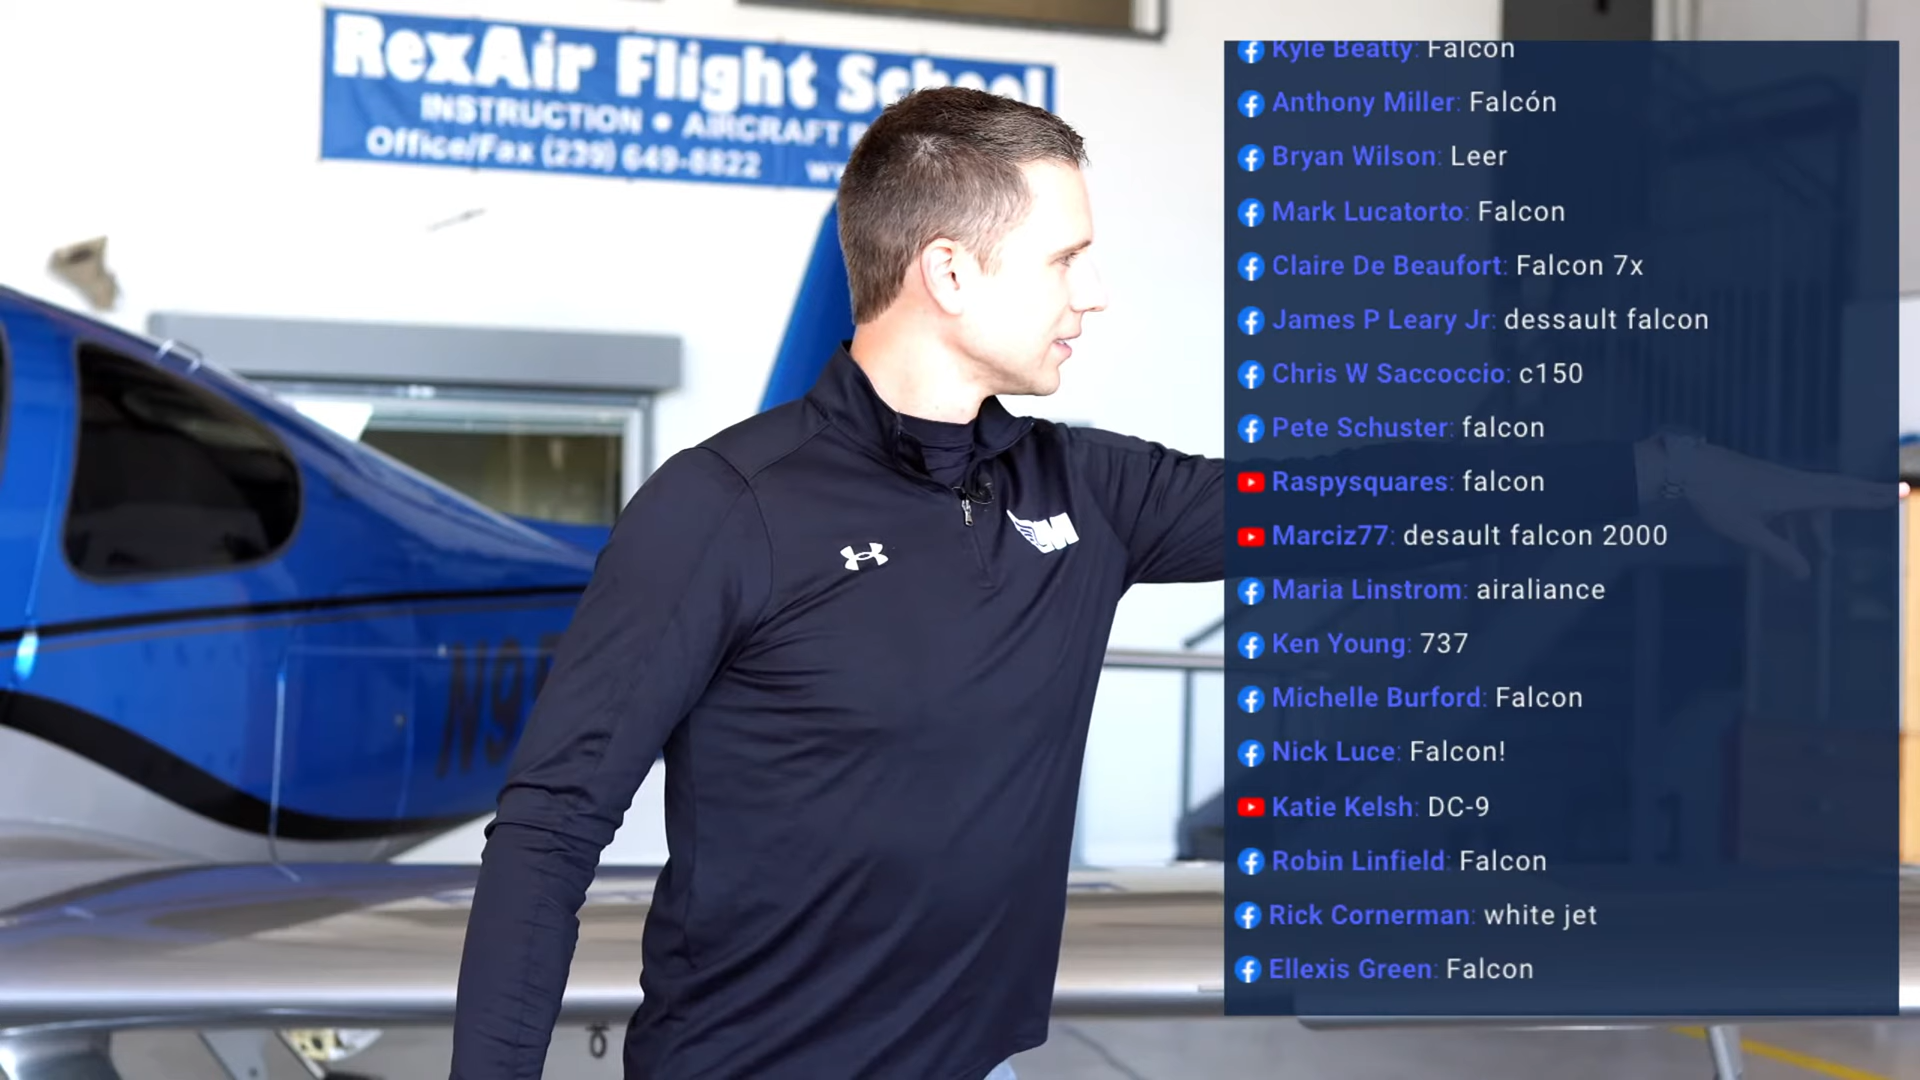 RexAir Flight School
INSTRUCTION • AIRCRAFT
Office/Fax (239) 649-8822
Kyle Beatty: Falcon
Anthony Miller: Falcón
Bryan Wilson: Leer
Mark Lucatorto: Falcon
Claire De Beaufort: Falcon 7x
James P Leary Jr: dessault falcon
Chris W Saccoccio: c150
Pete Schuster: falcon
Raspysquares: falcon
Marciz77: desault falcon 2000
Maria Linstrom: airaliance
Ken Young: 737
Michelle Burford: Falcon
Nick Luce: Falcon!
Katie Kelsh: DC-9
Robin Linfield: Falcon
Rick Cornerman: white jet
Ellexis Green: Falcon